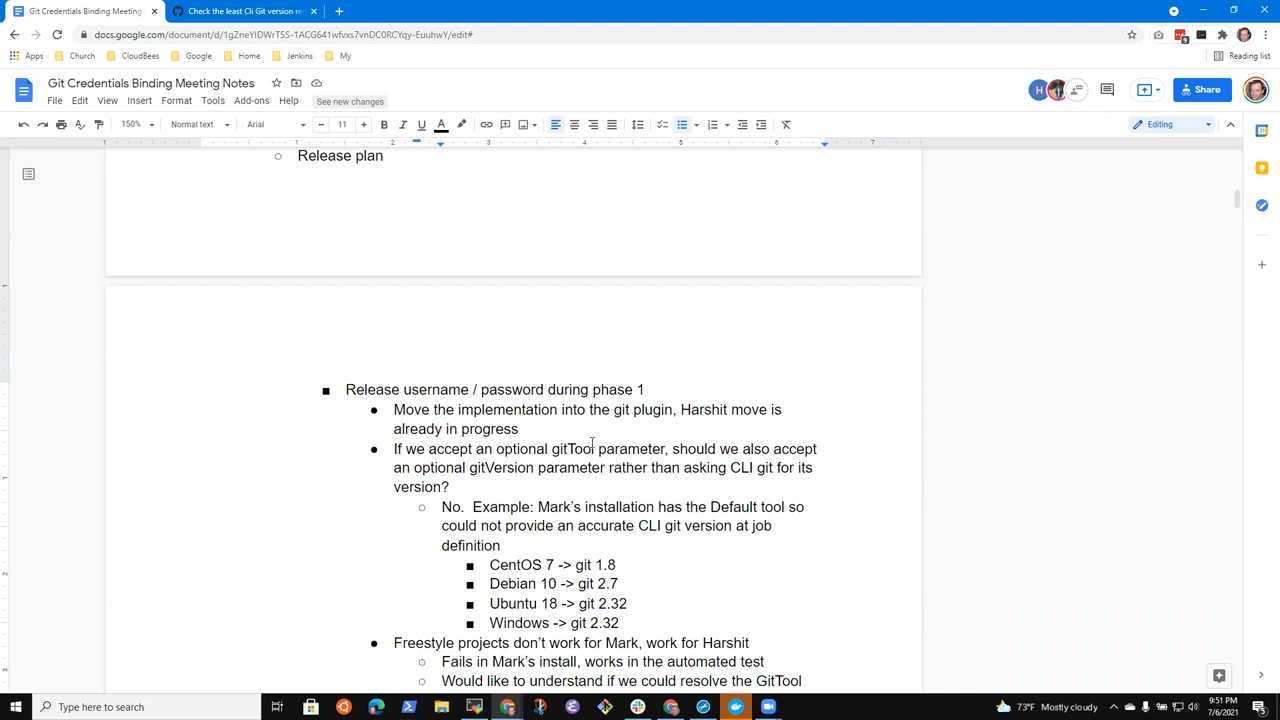 Git Credentials Binding Meeting
Check the least Cli Git version re
docs.google.com/document/d/1gZneYIDWrT5S-1ACG641wfvxs7vnDC0RCYqy-EuuhwY/edit#
Apps
Church
CloudBees
Google
Home
Jenkins
My
Reading list
Git Credentials Binding Meeting Notes
File Edit View Insert Format Tools Add-ons Help See new changes
H
Share
150%
Normal text
Arial
11
Editing
1 1 2 3 4 5 6 7
Release plan
Release username / password during phase 1
Move the implementation into the git plugin, Harshit move is
already in progress
If we accept an optional gitTool parameter, should we also accept
an optional gitVersion parameter rather than asking CLI git for its
version?
No. Example: Mark's installation has the Default tool so
could not provide an accurate CLI git version at job
definition
CentOS 7 -> git 1.8
Debian 10 -> git 2.7
Ubuntu 18 -> git 2.32
Windows -> git 2.32
Freestyle projects don't work for Mark, work for Harshit
Fails in Mark's install, works in the automated test
Would like to understand if we could resolve the GitTool
Type here to search
73°F Mostly cloudy
9:51 PM
7/6/2021